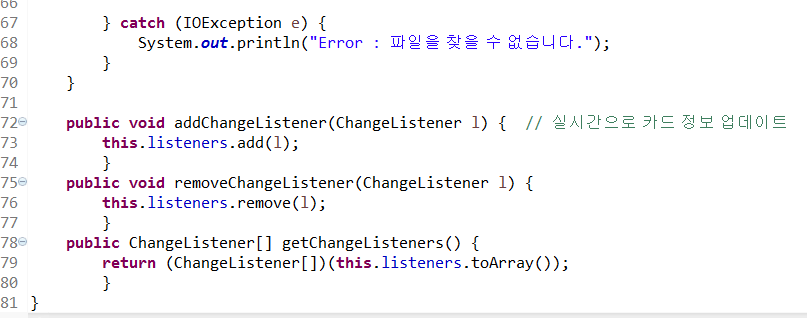 66
67         } catch (IOException e) {
68             System.out.println("Error : 파일을 찾을 수 없습니다.");
69         }
70     }
71
72     public void addChangeListener(ChangeListener l) {  // 실시간으로 카드 정보 업데이트
73         this.listeners.add(l);
74         }
75     public void removeChangeListener(ChangeListener l) {
76         this.listeners.remove(l);
77         }
78     public ChangeListener[] getChangeListeners() {
79         return (ChangeListener[])(this.listeners.toArray());
80         }
81 }